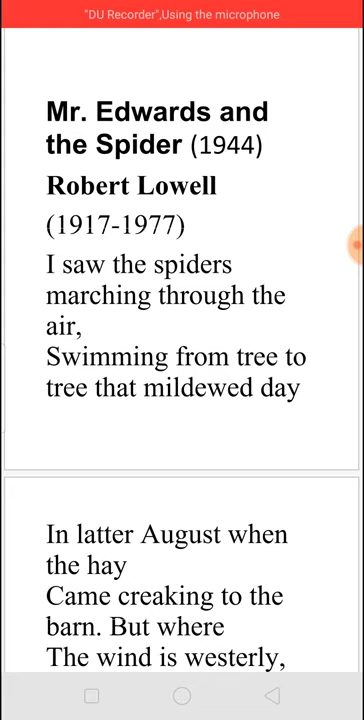 "DU Recorder",Using the microphone
Mr. Edwards and
the Spider (1944)
Robert Lowell
(1917-1977)
I saw the spiders
marching through the
air,
Swimming from tree to
tree that mildewed day
In latter August when
the hay
Came creaking to the
barn. But where
The wind is westerly,